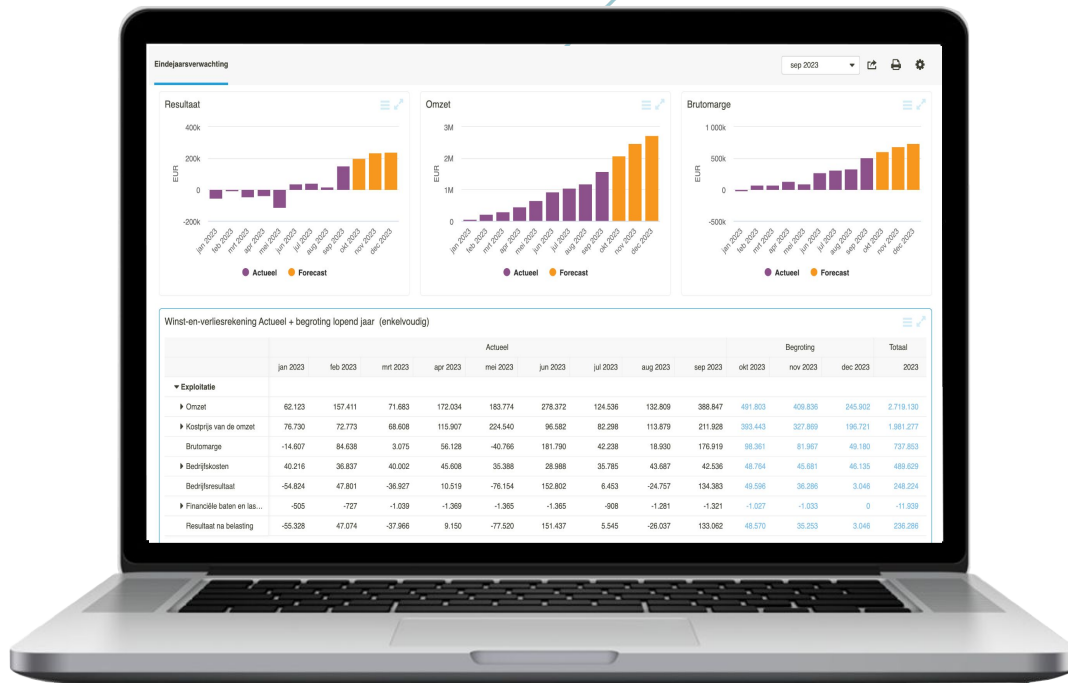 Eindejaarsverwachting
sep 2023
Resultaat
400k
200k
0
-200k
EUR
jan 2023 feb 2023 mrt 2023 apr 2023 mei 2023 jun 2023 jul 2023 aug 2023 sep 2023 okt 2023 nov 2023 dec 2023
Actueel Forecast
Omzet
3M
2M
1M
0
EUR
jan 2023 feb 2023 mrt 2023 apr 2023 mei 2023 jun 2023 jul 2023 aug 2023 sep 2023 okt 2023 nov 2023 dec 2023
Actueel Forecast
Brutomarge
1 000k
500k
0
-500k
EUR
jan 2023 feb 2023 mrt 2023 apr 2023 mei 2023 jun 2023 jul 2023 aug 2023 sep 2023 okt 2023 nov 2023 dec 2023
Actueel Forecast
Winst-en-verliesrekening Actueel + begroting lopend jaar (enkelvoudig)
Actueel Begroting Totaal
jan 2023 feb 2023 mrt 2023 apr 2023 mei 2023 jun 2023 jul 2023 aug 2023 sep 2023 okt 2023 nov 2023 dec 2023 2023
Exploitatie
Omzet 62.123 157.411 71.683 172.034 183.774 278.372 124.536 132.809 388.847 491.803 409.836 245.902 2.719.130
Kostprijs van de omzet 76.730 72.773 68.608 115.907 224.540 96.582 82.298 113.879 211.928 393.443 327.869 196.721 1.981.277
Brutomarge -14.607 84.638 3.075 56.128 -40.766 181.790 42.238 18.930 176.919 98.361 81.967 49.180 737.853
Bedrijfskosten 40.216 36.837 40.002 45.608 35.388 28.988 35.785 43.687 42.536 48.764 45.681 46.135 489.629
Bedrijfsresultaat -54.824 47.801 -36.927 10.519 -76.154 152.802 6.453 -24.757 134.383 49.596 36.286 3.046 248.224
Financiële baten en las... -505 -727 -1.039 -1.369 -1.365 -1.365 -908 -1.281 -1.321 -1.027 -1.033 0 -11.939
Resultaat na belasting -55.328 47.074 -37.966 9.150 -77.520 151.437 5.545 -26.037 133.062 48.570 35.253 3.046 236.286